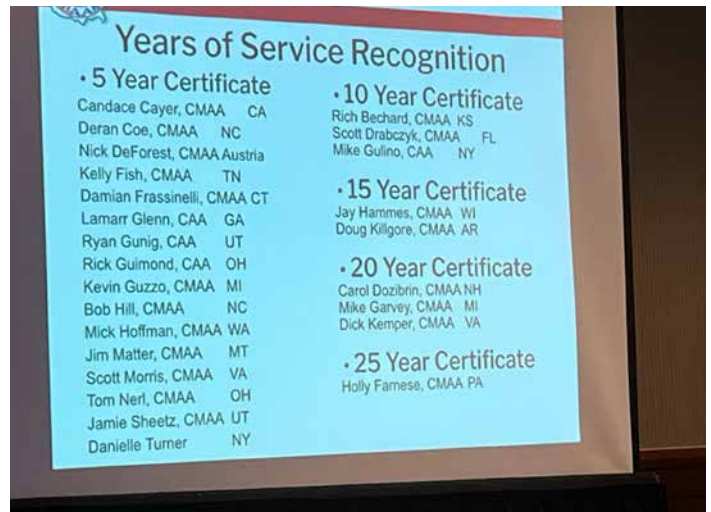 Years of Service Recognition
· 5 Year Certificate
Candace Cayer, CMAA CA
Deran Coe, CMAA NC
Nick DeForest, CMAA Austria
Kelly Fish, CMAA TN
Damian Frassinelli, CMAA CT
Lamarr Glenn, CAA GA
Ryan Gunig, CAA UT
Rick Guimond, CAA OH
Kevin Guzzo, CMAA MI
Bob Hill, CMAA NC
Mick Hoffman, CMAA WA
Jim Matter, CMAA MT
Scott Morris, CMAA VA
Tom Nerl, CMAA OH
Jamie Sheetz, CMAA UT
Danielle Turner NY
· 10 Year Certificate
Rich Bechard, CMAA KS
Scott Drabczyk, CMAA FL
Mike Gulino, CAA NY
· 15 Year Certificate
Jay Hammes, CMAA WI
Doug Killgore, CMAA AR
· 20 Year Certificate
Carol Dozibrin, CMAA NH
Mike Garvey, CMAA MI
Dick Kemper, CMAA VA
· 25 Year Certificate
Holly Farnese, CMAA PA